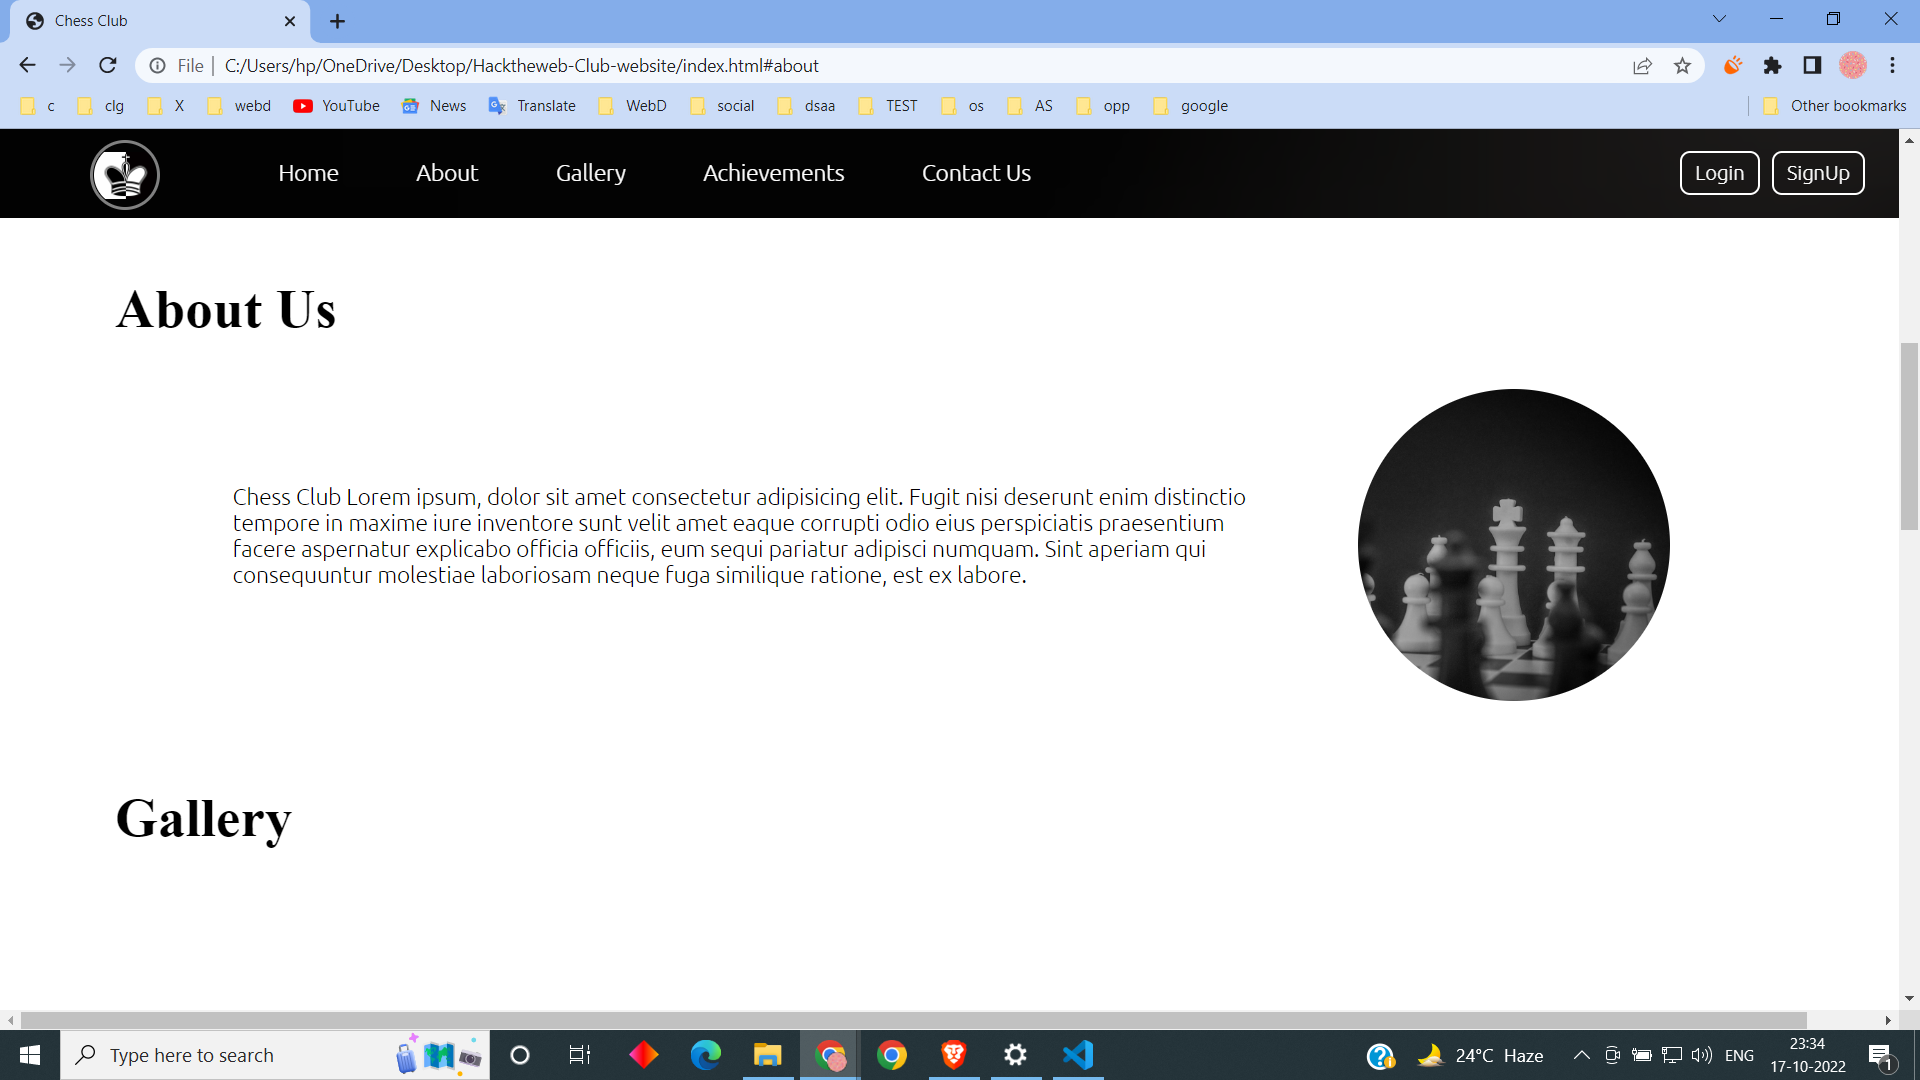 Chess Club
File | C:/Users/hp/OneDrive/Desktop/Hacktheweb-Club-website/index.html#about
c clg X webd YouTube News Translate WebD social dsaa TEST os AS opp google Other bookmarks
Home About Gallery Achievements Contact Us Login SignUp
About Us
Chess Club Lorem ipsum, dolor sit amet consectetur adipisicing elit. Fugit nisi deserunt enim distinctio
tempore in maxime iure inventore sunt velit amet eaque corrupti odio eius perspiciatis praesentium
facere aspernatur explicabo officia officiis, eum sequi pariatur adipisci numquam. Sint aperiam qui
consequuntur molestiae laboriosam neque fuga similique ratione, est ex labore.
Gallery
Type here to search
24°C Haze
ENG
23:34
17-10-2022
1